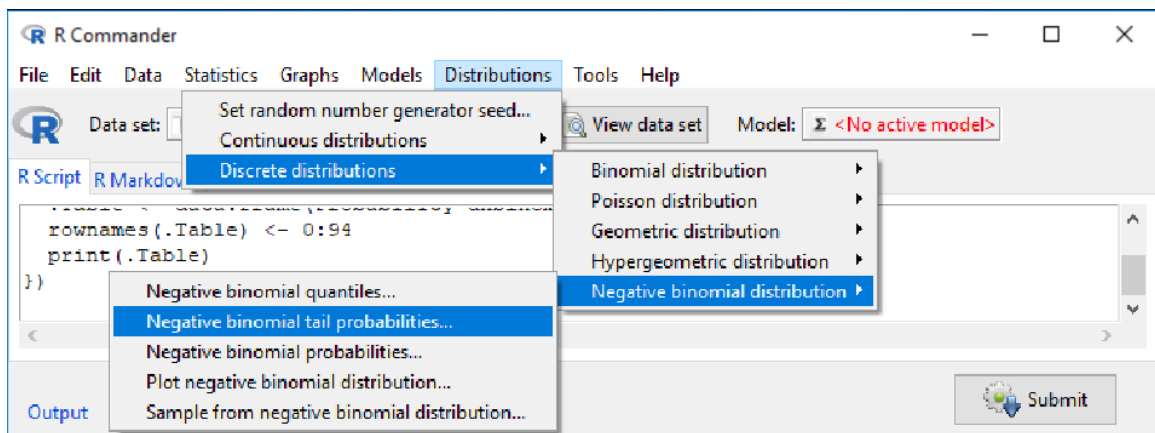 R Commander
File Edit Data Statistics Graphs Models Distributions Tools Help
Data set: View data set Model: Σ <No active model>
Set random number generator seed...
Continuous distributions
Discrete distributions
R Script R Markdow
Binomial distribution
Poisson distribution
Geometric distribution
Hypergeometric distribution
Negative binomial distribution
rownames(.Table) <- 0:94
print(.Table)
})
Negative binomial quantiles...
Negative binomial tail probabilities...
Negative binomial probabilities...
Plot negative binomial distribution...
Sample from negative binomial distribution...
Output
Submit